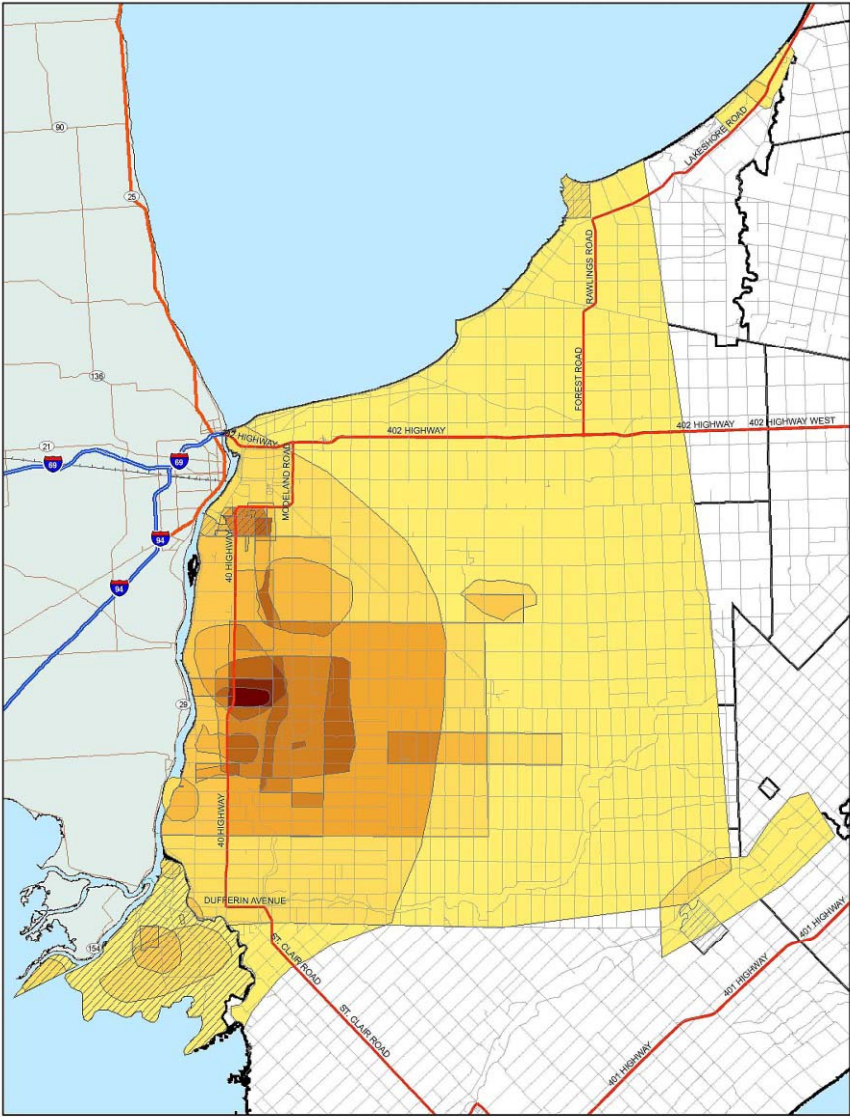 LAKESHORE ROAD
90
25
RAWLINGS ROAD
FOREST ROAD
136
402 HIGHWAY
402 HIGHWAY
402 HIGHWAY WEST
HIGHWAY
21
69
69
MODELAND ROAD
94
40 HIGHWAY
94
29
40 HIGHWAY
DUFFERIN AVENUE
154
ST. CLAIR ROAD
401 HIGHWAY
401 HIGHWAY
ST. CLAIR ROAD
401 HIGHWAY